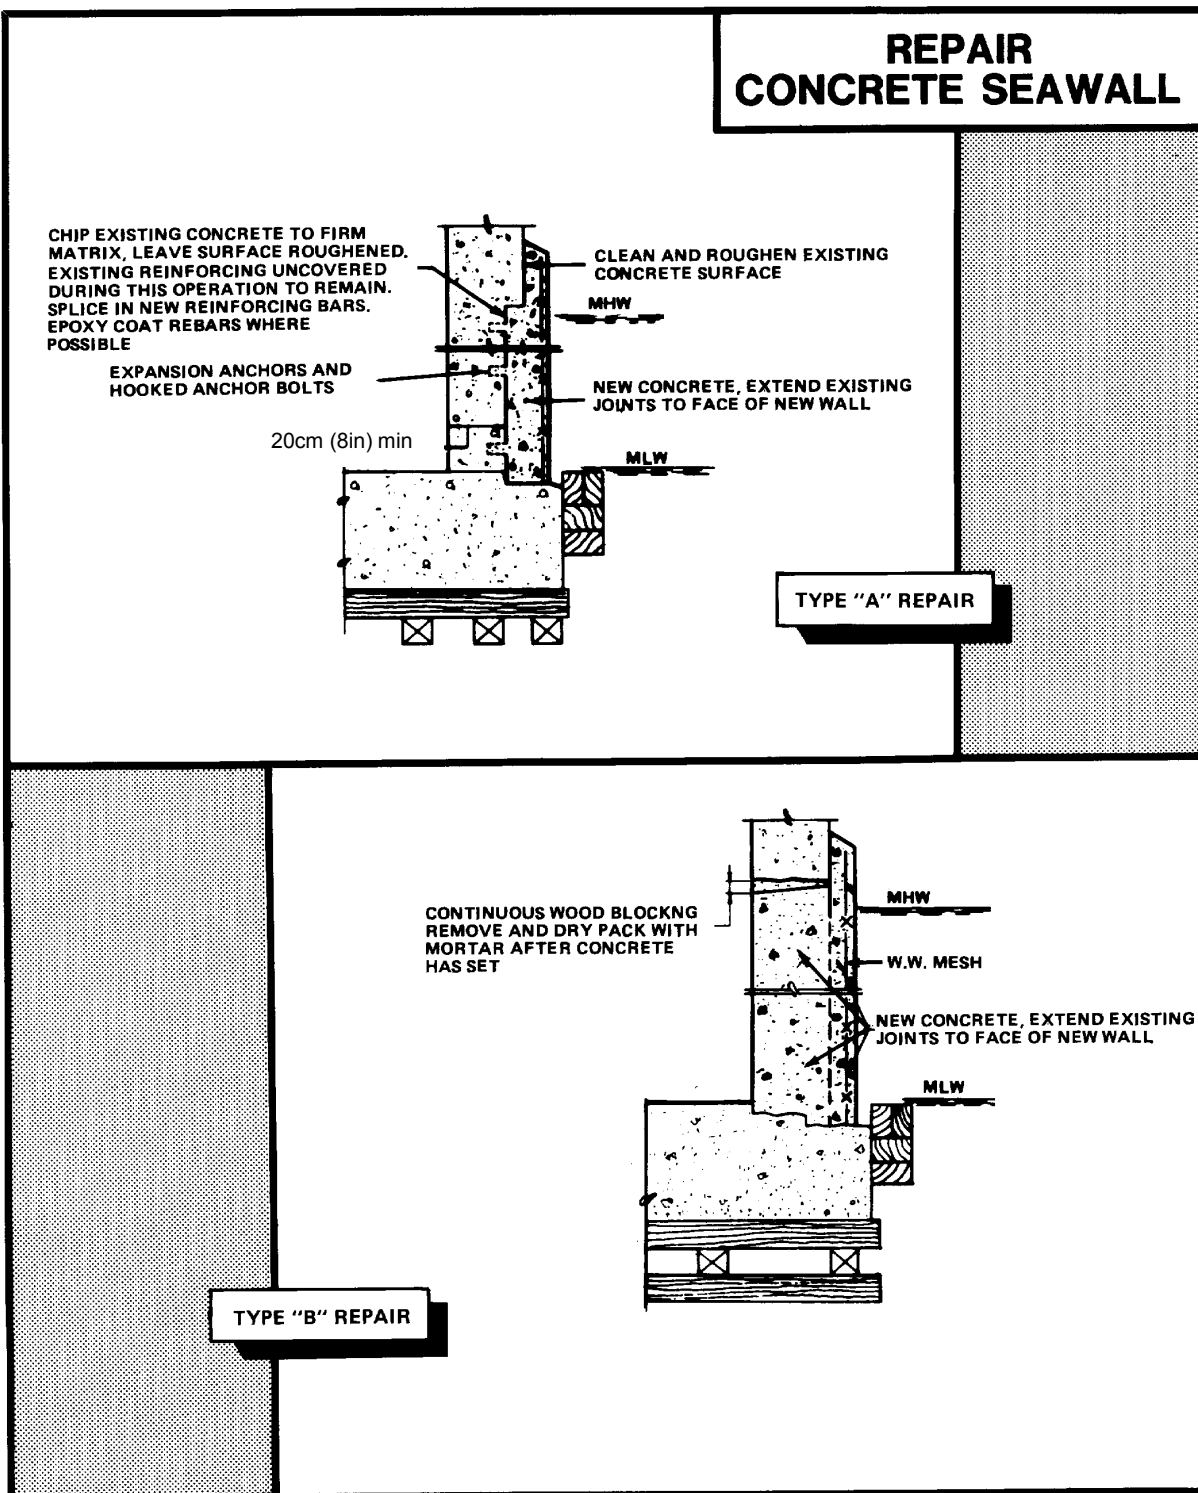 REPAIR
CONCRETE SEAWALL
CHIP EXISTING CONCRETE TO FIRM
MATRIX, LEAVE SURFACE ROUGHENED.
EXISTING REINFORCING UNCOVERED
DURING THIS OPERATION TO REMAIN.
SPLICE IN NEW REINFORCING BARS.
EPOXY COAT REBARS WHERE
POSSIBLE
EXPANSION ANCHORS AND
HOOKED ANCHOR BOLTS
20cm (8in) min
CLEAN AND ROUGHEN EXISTING
CONCRETE SURFACE
MHW
NEW CONCRETE, EXTEND EXISTING
JOINTS TO FACE OF NEW WALL
MLW
TYPE "A" REPAIR
CONTINUOUS WOOD BLOCKNG
REMOVE AND DRY PACK WITH
MORTAR AFTER CONCRETE
HAS SET
MHW
W.W. MESH
NEW CONCRETE, EXTEND EXISTING
JOINTS TO FACE OF NEW WALL
MLW
TYPE "B" REPAIR